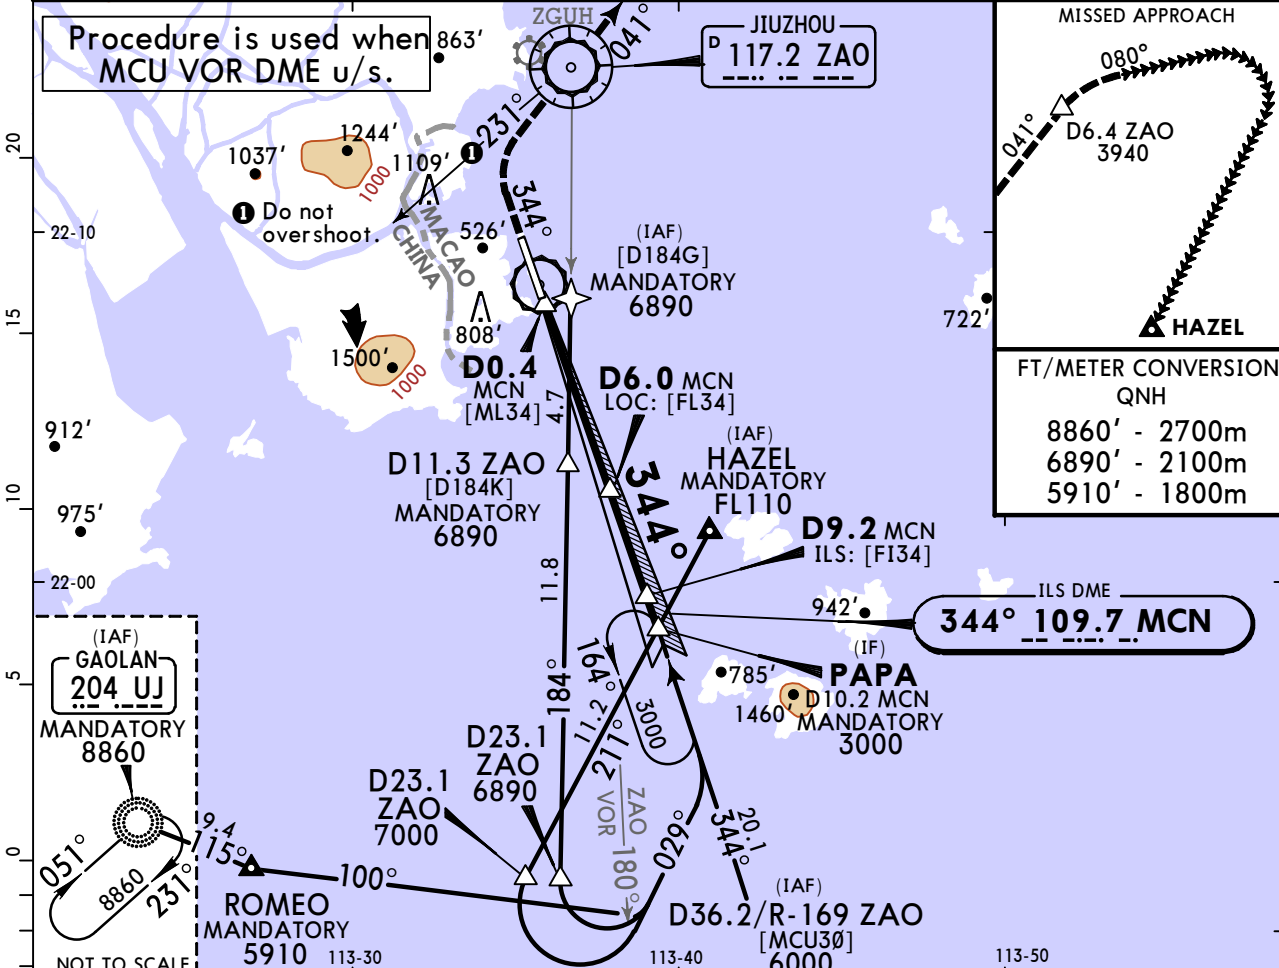 Procedure is used when
MCU VOR DME u/s.
863'
ZGUH
041°
JIUZHOU
D 117.2 ZAO
MISSED APPROACH
080°
041°
D6.4 ZAO
3940
HAZEL
231°
20
1244'
1037'
1109'
1000
1 Do not
overshoot.
1
344°
22-10
MACAO
CHINA
526'
(IAF)
[D184G]
MANDATORY
6890
722'
15
808'
1500'
1000
D0.4
MCN
[ML34]
4.7
D6.0 MCN
LOC: [FL34]
FT/METER CONVERSION
QNH
8860' - 2700m
6890' - 2100m
5910' - 1800m
912'
(IAF)
HAZEL
MANDATORY
FL110
D11.3 ZAO
[D184K]
MANDATORY
6890
344°
10
975'
D9.2 MCN
ILS: [FI34]
11.8
22-00
942'
ILS DME
344° 109.7 MCN
(IAF)
GAOLAN
204 UJ
MANDATORY
8860
(IF)
PAPA
D10.2 MCN
MANDATORY
3000
785'
1460'
5
164°
3000
184°
11.2
211°
D23.1
ZAO
6890
D23.1
ZAO
7000
ZAO
VOR
180°
029°
20.1
344°
0
9.4
115°
051°
8860
231°
100°
ROMEO
MANDATORY
5910
(IAF)
D36.2/R-169 ZAO
[MCU3Ø]
6000
NOT TO SCALE
113-30
113-40
113-50